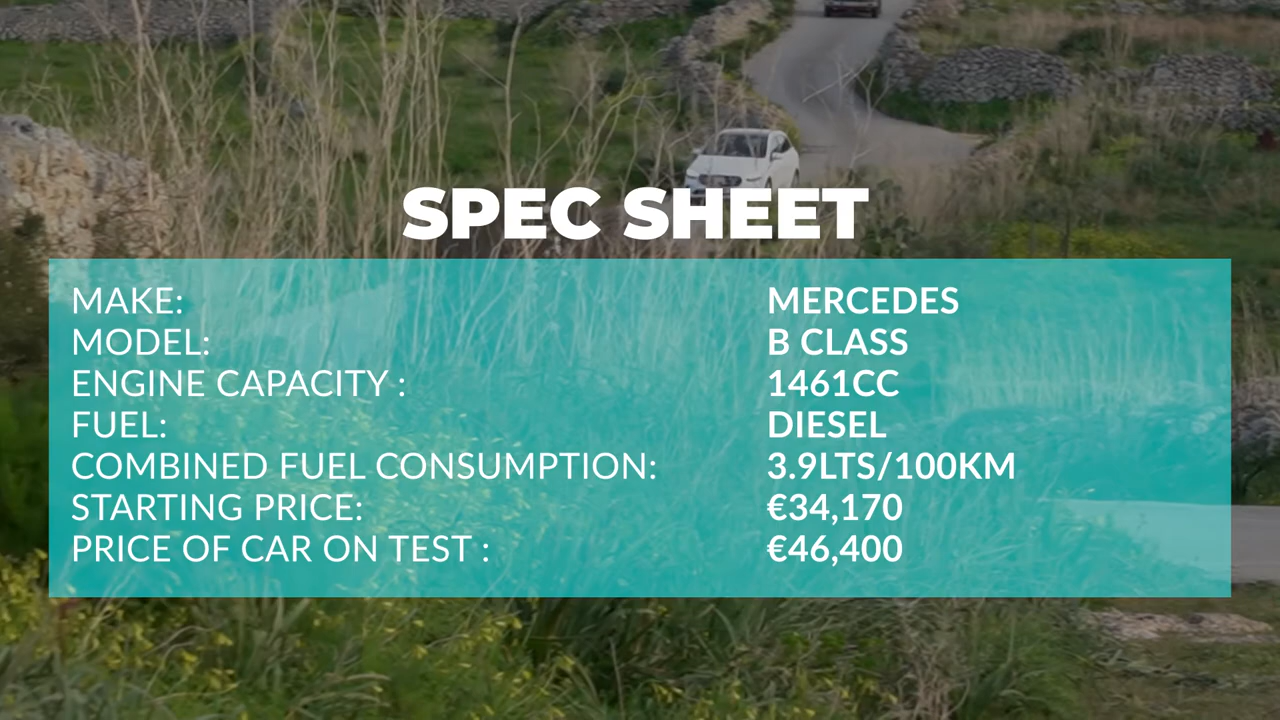 SPEC SHEET
MAKE: MERCEDES
MODEL: B CLASS
ENGINE CAPACITY : 1461CC
FUEL: DIESEL
COMBINED FUEL CONSUMPTION: 3.9LTS/100KM
STARTING PRICE: €34,170
PRICE OF CAR ON TEST : €46,400